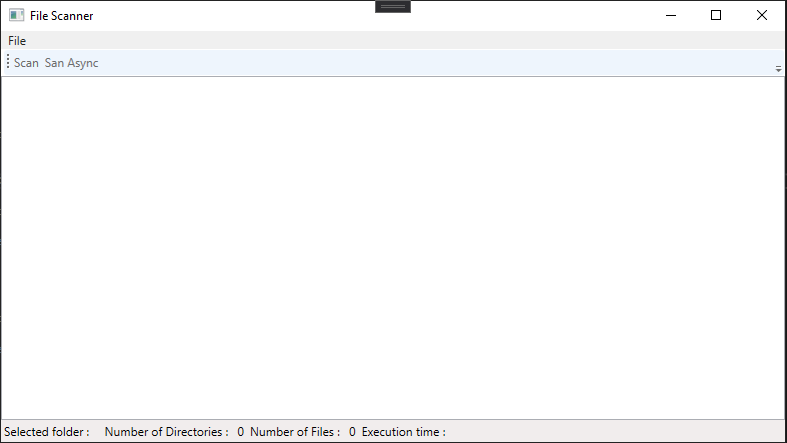 File Scanner
File
Scan San Async
Selected folder : Number of Directories : 0 Number of Files : 0 Execution time :